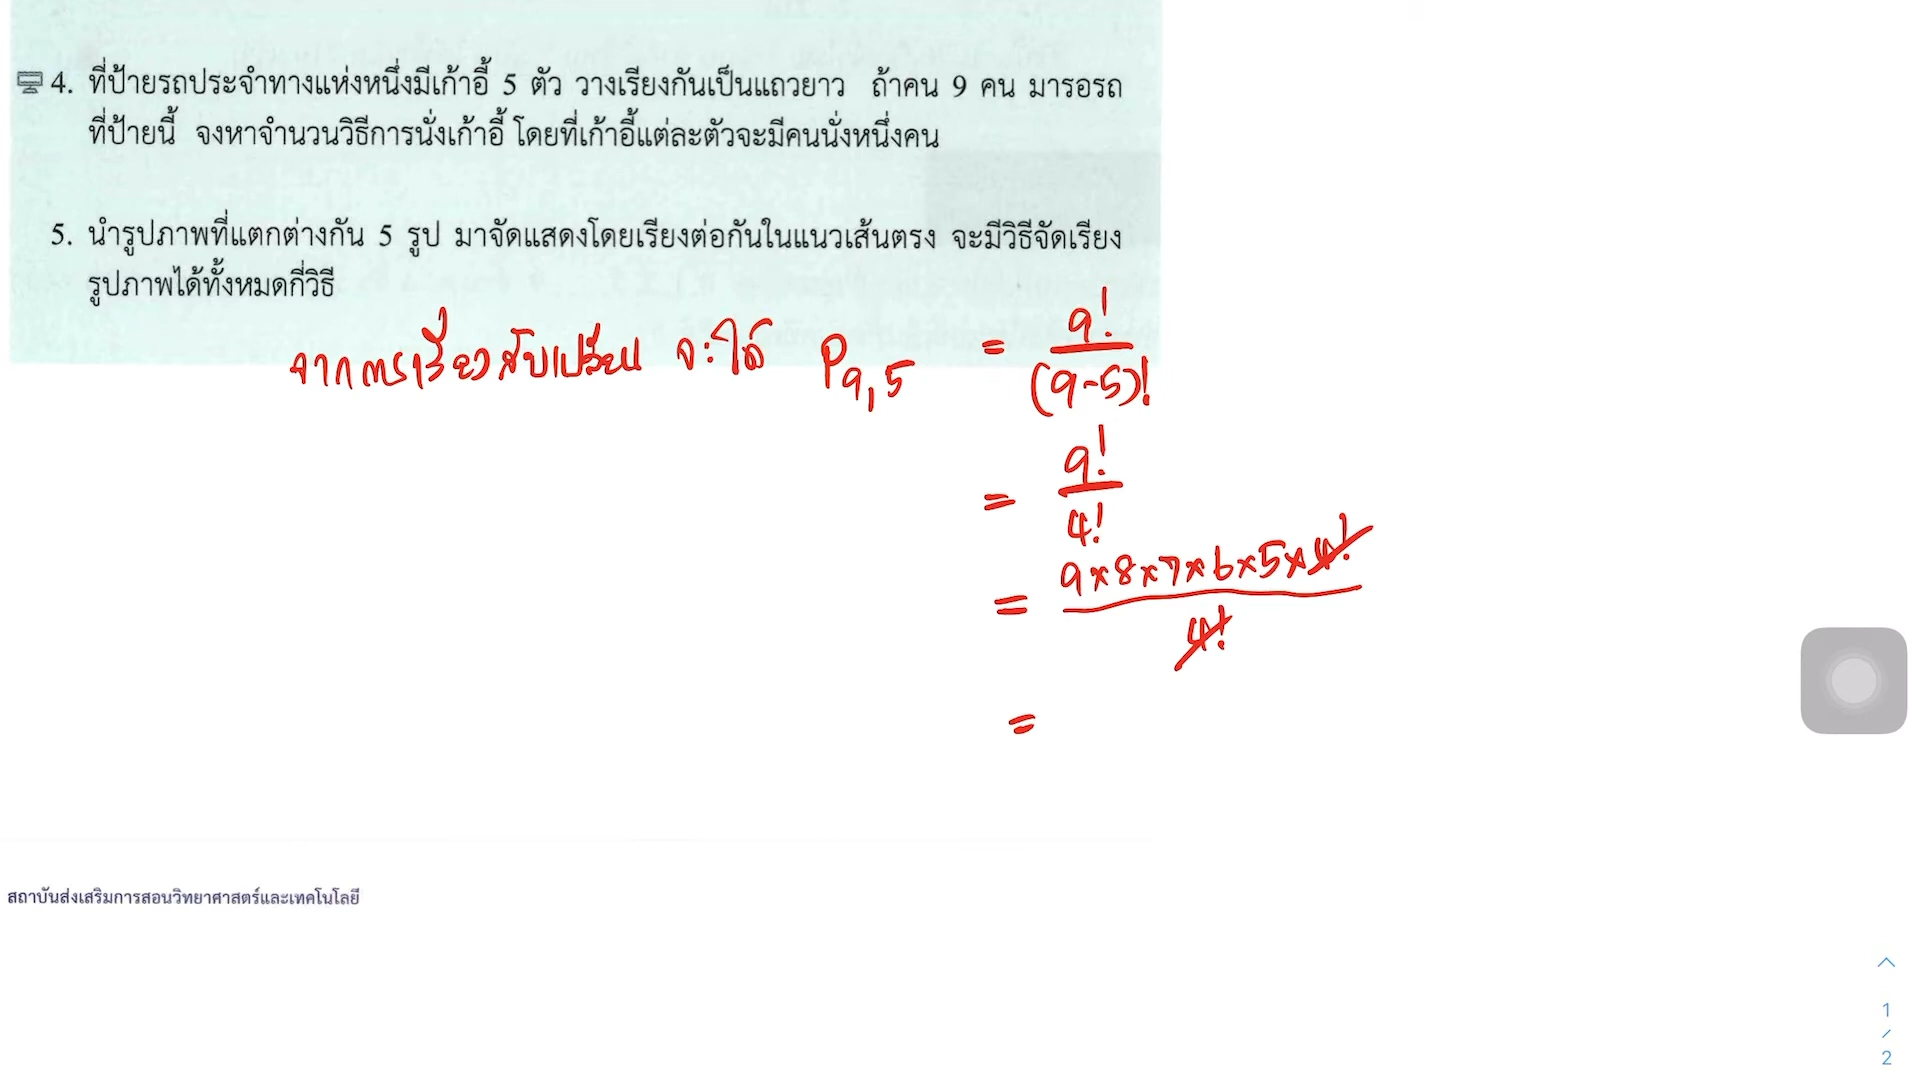 4. ที่ป้ายรถประจำทางแห่งหนึ่งมีเก้าอี้ 5 ตัว วางเรียงกันเป็นแถวยาว ถ้าคน 9 คน มารอรถ
ที่ป้ายนี้ จงหาจำนวนวิธีการนั่งเก้าอี้ โดยที่เก้าอี้แต่ละตัวจะมีคนนั่งหนึ่งคน
5. นำรูปภาพที่แตกต่างกัน 5 รูป มาจัดแสดงโดยเรียงต่อกันในแนวเส้นตรง จะมีวิธีจัดเรียง
รูปภาพได้ทั้งหมดกี่วิธี
จากการเรียงสับเปลี่ยน จะได้ P9,5 = 9!
(9-5)!
= 9!
4!
= 9×8×7×6×5×4!
4!
=
สถาบันส่งเสริมการสอนวิทยาศาสตร์และเทคโนโลยี
1
/
2